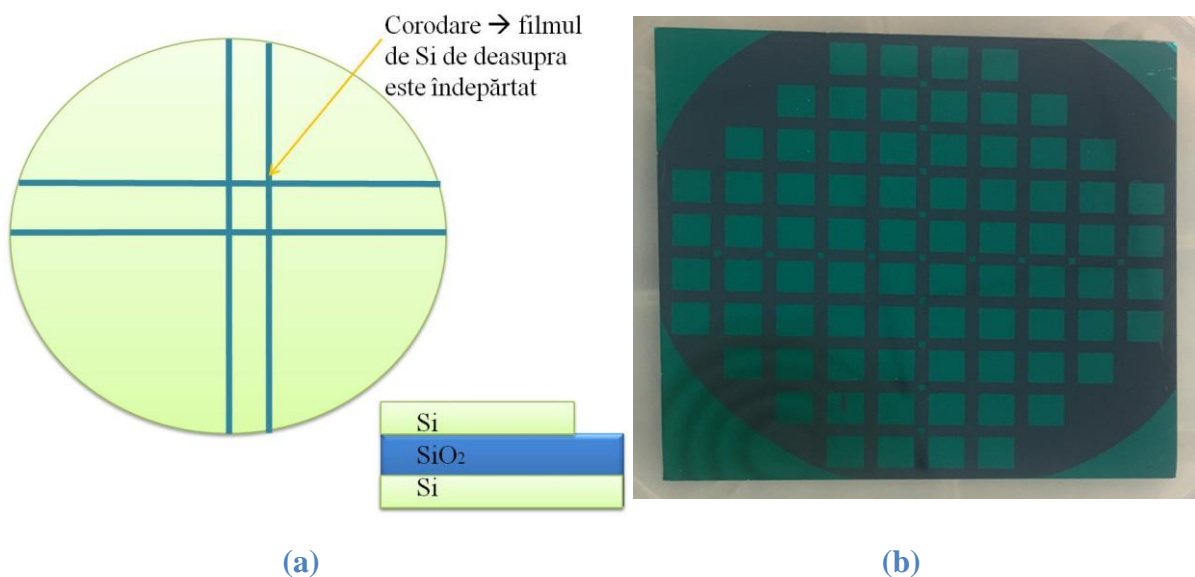 Corodare → filmul
de Si de deasupra
este îndepărtat
Si
SiO₂
Si
(a)
(b)